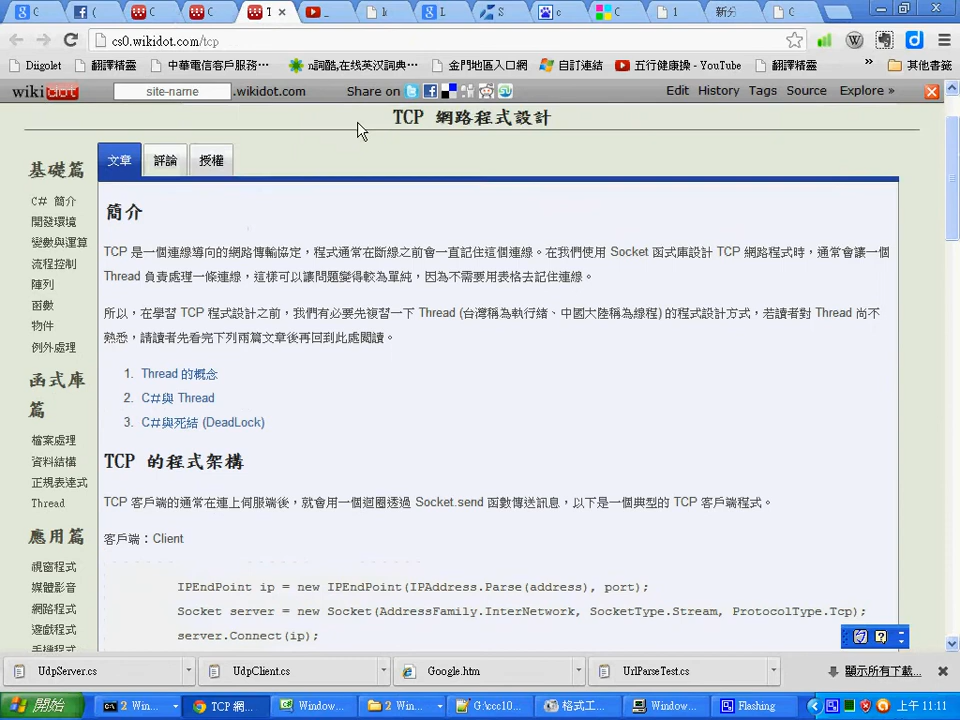 T
1
新分
cs0.wikidot.com/tcp
Diigolet
翻譯精靈
中華電信客戶服務···
n詞酷,在线英汉词典···
金門地區入口網
自訂連結
五行健康操 - YouTube
翻譯精靈
»
其他書籤
wikidot
site-name
.wikidot.com
Share on
Edit
History
Tags
Source
Explore »
TCP 網路程式設計
文章
評論
授權
基礎篇
C# 簡介
開發環境
變數與運算
流程控制
陣列
函數
物件
例外處理
函式庫
篇
檔案處理
資料結構
正規表達式
Thread
應用篇
視窗程式
媒體影音
網路程式
遊戲程式
簡介
TCP 是一個連線導向的網路傳輸協定，程式通常在斷線之前會一直記住這個連線。在我們使用 Socket 函式庫設計 TCP 網路程式時，通常會讓一個
Thread 負責處理一條連線，這樣可以讓問題變得較為單純，因為不需要用表格去記住連線。
所以，在學習 TCP 程式設計之前，我們有必要先複習一下 Thread (台灣稱為執行緒、中國大陸稱為線程) 的程式設計方式，若讀者對 Thread 尚不
熟悉，請讀者先看完下列兩篇文章後再回到此處閱讀。
1. Thread 的概念
2. C#與 Thread
3. C#與死結 (DeadLock)
TCP 的程式架構
TCP 客戶端的通常在連上伺服端後，就會用一個迴圈透過 Socket.send 函數傳送訊息，以下是一個典型的 TCP 客戶端程式。
客戶端：Client
IPEndPoint ip = new IPEndPoint(IPAddress.Parse(address), port);
Socket server = new Socket(AddressFamily.InterNetwork, SocketType.Stream, ProtocolType.Tcp);
server.Connect(ip);
UdpServer.cs
UdpClient.cs
Google.htm
UrlParseTest.cs
顯示所有下載...
開始
2 Win...
TCP 網...
Window...
2 Win...
G:\ccc10...
格式工...
Window...
Flashing
上午 11:11